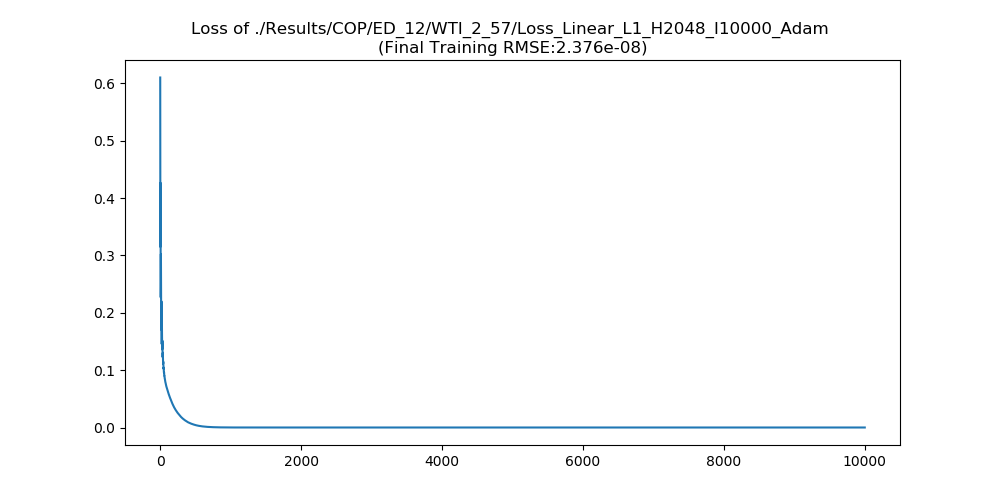 Loss of ./Results/COP/ED_12/WTI_2_57/Loss_Linear_L1_H2048_I10000_Adam
(Final Training RMSE:2.376e-08)
0.6
0.5
0.4
0.3
0.2
0.1
0.0
0 2000 4000 6000 8000 10000